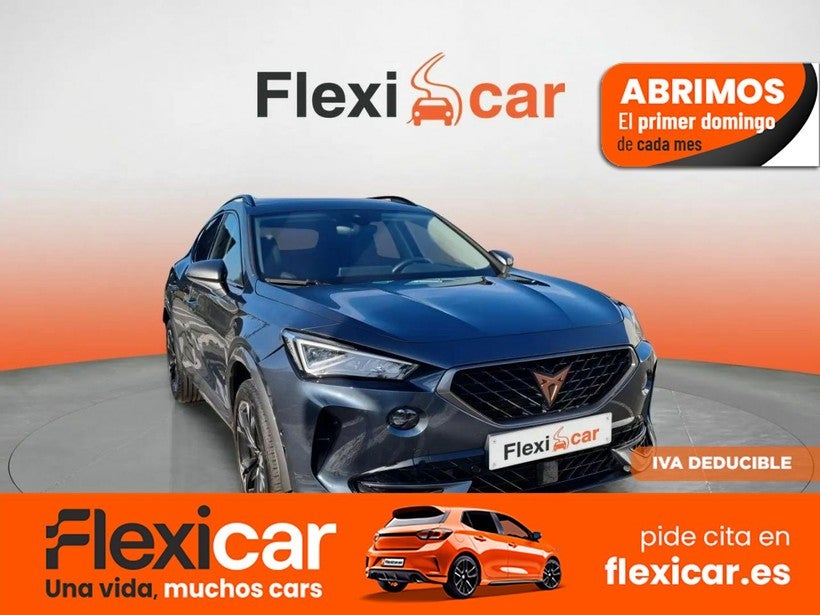 Flexicar
ABRIMOS
El primer domingo
de cada mes
Flexicar
IVA DEDUCIBLE
Flexicar
Una vida, muchos cars
pide cita en
flexicar.es